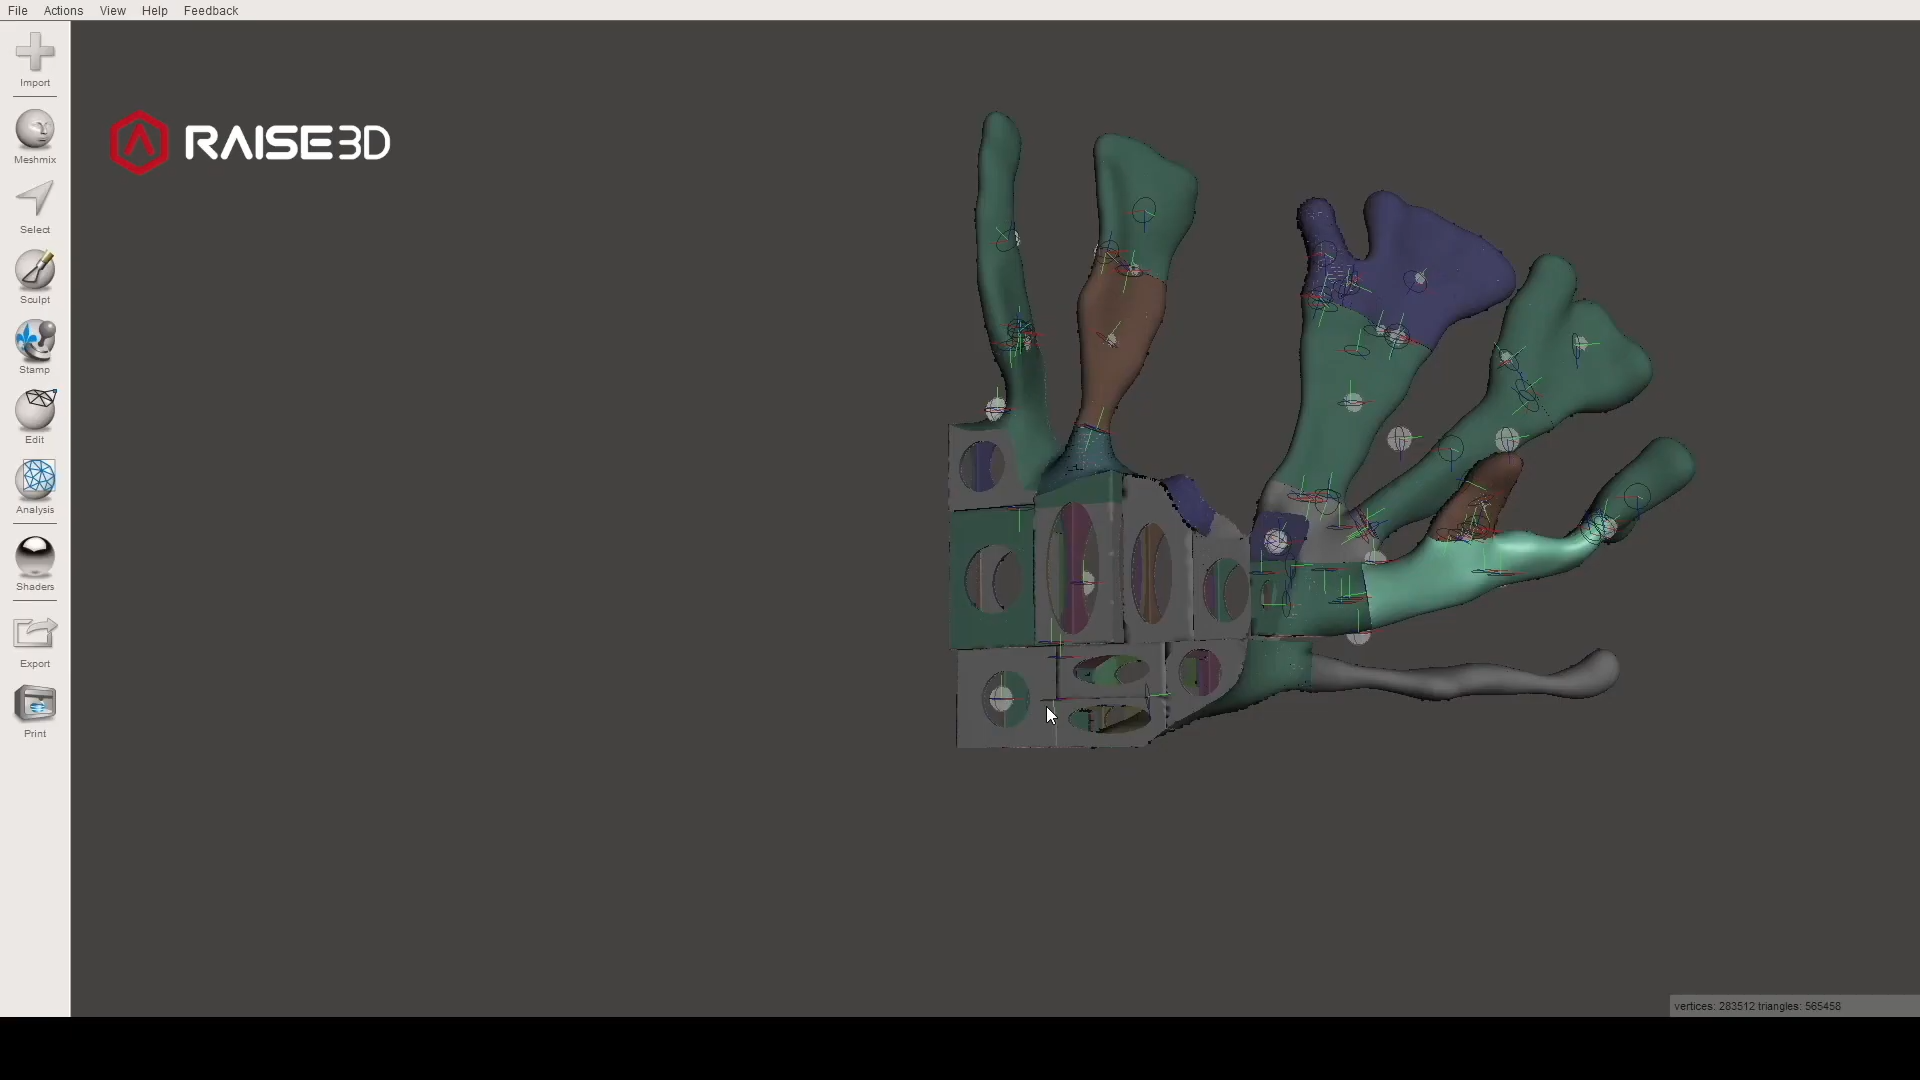 File Actions View Help Feedback
Import
RAISE3D
Meshmix
Select
Sculpt
Stamp
Edit
Analysis
Shaders
Export
Print
vertices: 283512 triangles: 565458